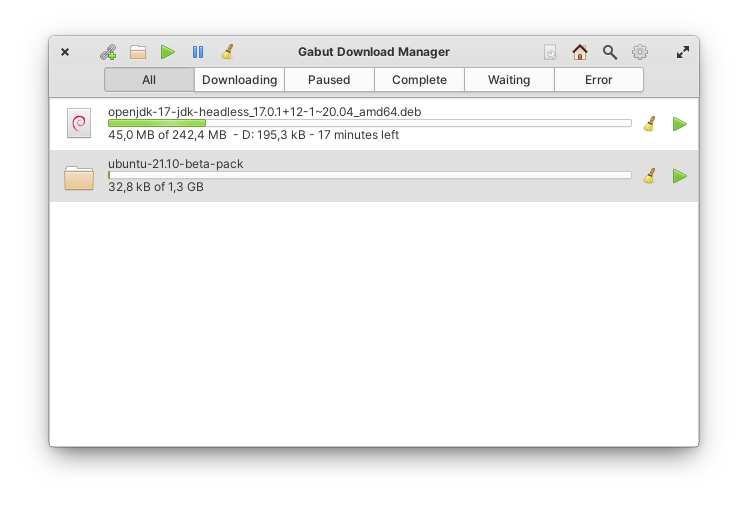 Gabut Download Manager
All Downloading Paused Complete Waiting Error
openjdk-17-jdk-headless_17.0.1+12-1~20.04_amd64.deb
45,0 MB of 242,4 MB - D: 195,3 kB - 17 minutes left
ubuntu-21.10-beta-pack
32,8 kB of 1,3 GB